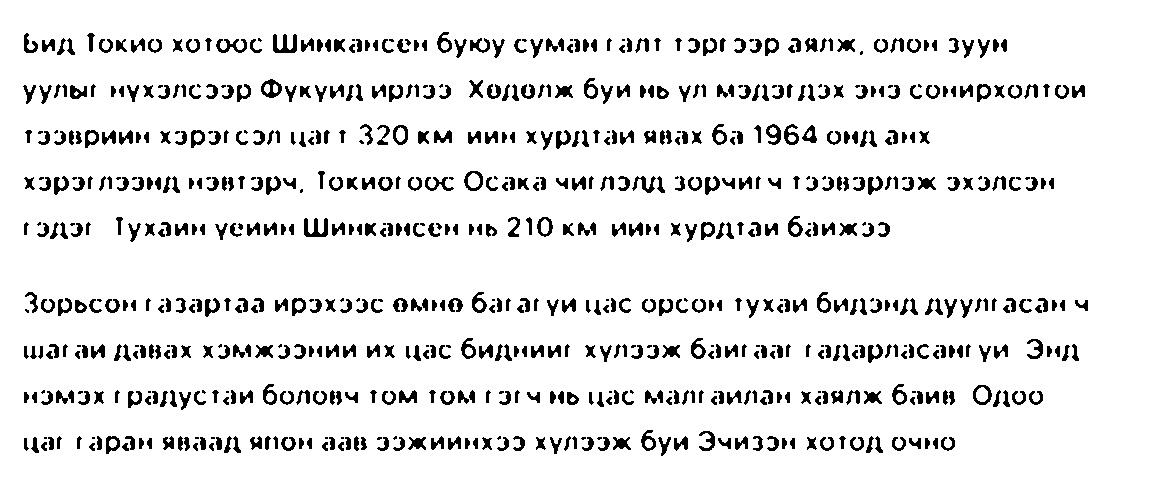 Бид Токио хотоос Шинкансен буюу суман галт тэргээр аялж, олон зуун
уулыг нүхэлсээр Фүкүид ирлээ. Хөдөлж буй нь үл мэдэгдэх энэ сонирхолтой
тээврийн хэрэгсэл цагт 320 км-ийн хурдтай явах ба 1964 онд анх
хэрэглээнд нэвтэрч, Токиогоос Осака чиглэлд зорчигч тээвэрлэж эхэлсэн
гэдэг. Тухайн үеийн Шинкансен нь 210 км-ийн хурдтай байжээ.
Зорьсон газартаа ирэхээс өмнө багагүй цас орсон тухай бидэнд дуулгасан ч
шагай давах хэмжээний их цас биднийг хүлээж байгааг гадарласангүй. Энд
нэмэх градустай боловч том том гэгч нь цас малгайлан хаялж байв. Одоо
цаг гаран яваад япон аав ээжийнхээ хүлээж буй Эчизэн хотод очно.